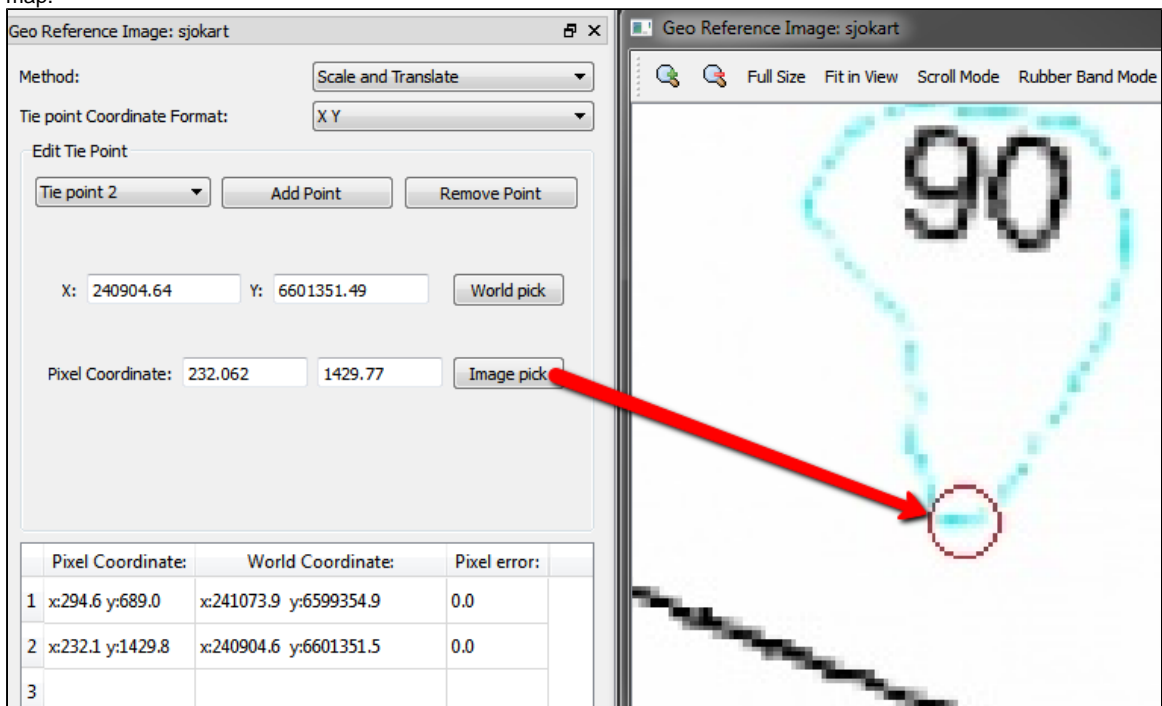 map.
Geo Reference Image: sjokart
Method: Scale and Translate
Tie point Coordinate Format: X Y
Edit Tie Point
Tie point 2 Add Point Remove Point
X: 240904.64 Y: 6601351.49 World pick
Pixel Coordinate: 232.062 1429.77 Image pick
Pixel Coordinate: World Coordinate: Pixel error:
1 x:294.6 y:689.0 x:241073.9 y:6599354.9 0.0
2 x:232.1 y:1429.8 x:240904.6 y:6601351.5 0.0
3
Geo Reference Image: sjokart
Full Size Fit in View Scroll Mode Rubber Band Mode
90